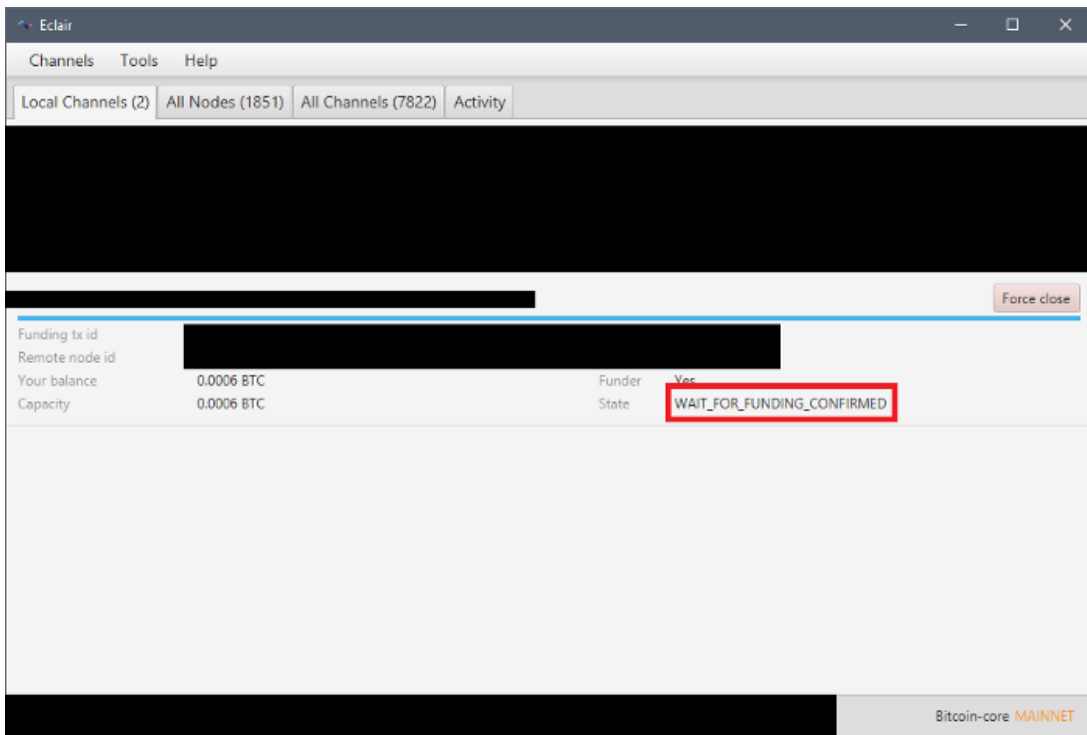 Eclair
Channels Tools Help
Local Channels (2) All Nodes (1851) All Channels (7822) Activity
Force close
Funding tx id
Remote node id
Your balance 0.0006 BTC Funder Yes
Capacity 0.0006 BTC State WAIT_FOR_FUNDING_CONFIRMED
Bitcoin-core MAINNET